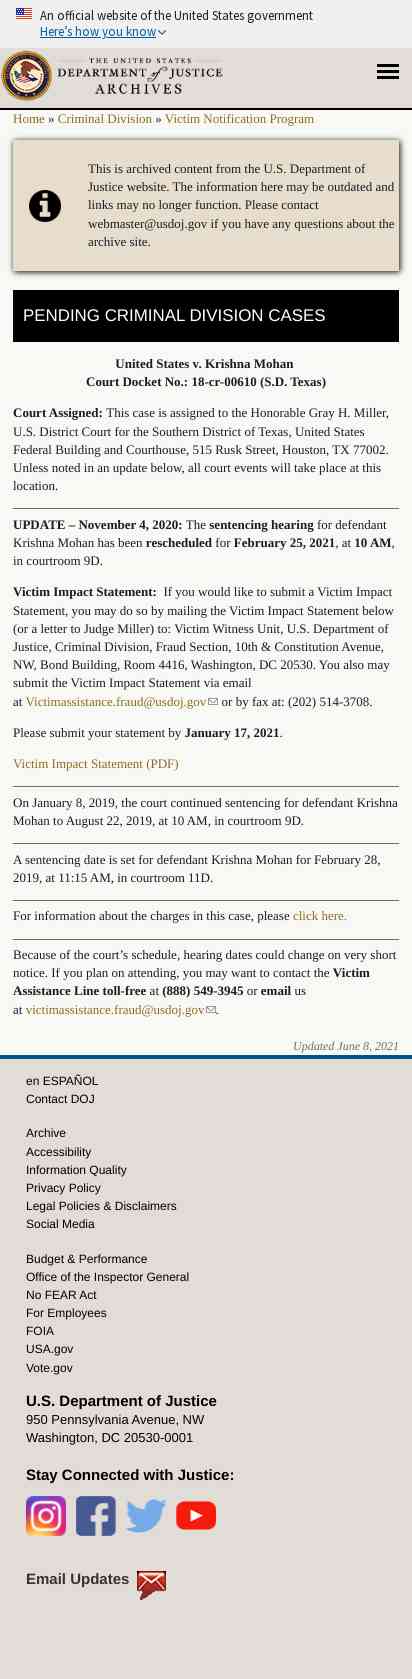 An official website of the United States government
Here's how you know
THE UNITED STATES
DEPARTMENT of JUSTICE
ARCHIVES
Home » Criminal Division » Victim Notification Program
This is archived content from the U.S. Department of
Justice website. The information here may be outdated and
links may no longer function. Please contact
webmaster@usdoj.gov if you have any questions about the
archive site.
PENDING CRIMINAL DIVISION CASES
United States v. Krishna Mohan
Court Docket No.: 18-cr-00610 (S.D. Texas)
Court Assigned: This case is assigned to the Honorable Gray H. Miller,
U.S. District Court for the Southern District of Texas, United States
Federal Building and Courthouse, 515 Rusk Street, Houston, TX 77002.
Unless noted in an update below, all court events will take place at this
location.
UPDATE – November 4, 2020: The sentencing hearing for defendant
Krishna Mohan has been rescheduled for February 25, 2021, at 10 AM,
in courtroom 9D.
Victim Impact Statement:  If you would like to submit a Victim Impact
Statement, you may do so by mailing the Victim Impact Statement below
(or a letter to Judge Miller) to: Victim Witness Unit, U.S. Department of
Justice, Criminal Division, Fraud Section, 10th & Constitution Avenue,
NW, Bond Building, Room 4416, Washington, DC 20530. You also may
submit the Victim Impact Statement via email
at Victimassistance.fraud@usdoj.gov or by fax at: (202) 514-3708.
Please submit your statement by January 17, 2021.
Victim Impact Statement (PDF)
On January 8, 2019, the court continued sentencing for defendant Krishna
Mohan to August 22, 2019, at 10 AM, in courtroom 9D.
A sentencing date is set for defendant Krishna Mohan for February 28,
2019, at 11:15 AM, in courtroom 11D.
For information about the charges in this case, please click here.
Because of the court's schedule, hearing dates could change on very short
notice. If you plan on attending, you may want to contact the Victim
Assistance Line toll-free at (888) 549-3945 or email us
at victimassistance.fraud@usdoj.gov.
Updated June 8, 2021
en ESPAÑOL
Contact DOJ
Archive
Accessibility
Information Quality
Privacy Policy
Legal Policies & Disclaimers
Social Media
Budget & Performance
Office of the Inspector General
No FEAR Act
For Employees
FOIA
USA.gov
Vote.gov
U.S. Department of Justice
950 Pennsylvania Avenue, NW
Washington, DC 20530-0001
Stay Connected with Justice:
Email Updates